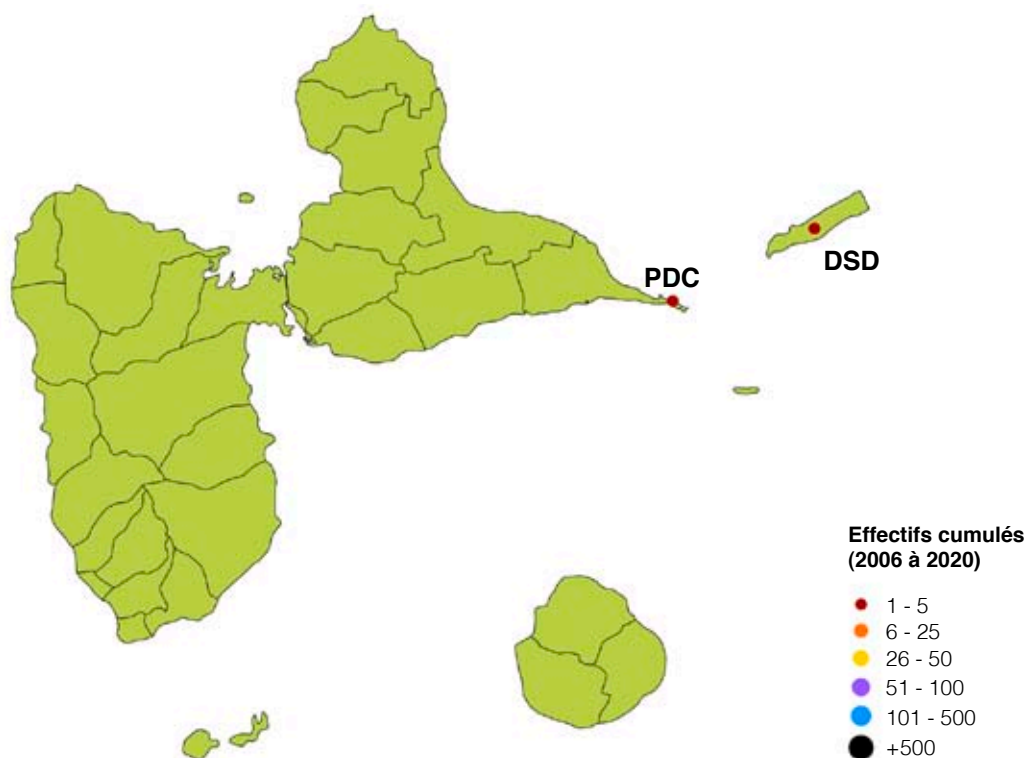 PDC
DSD
Effectifs cumulés
(2006 à 2020)
1 - 5
6 - 25
26 - 50
51 - 100
101 - 500
+500